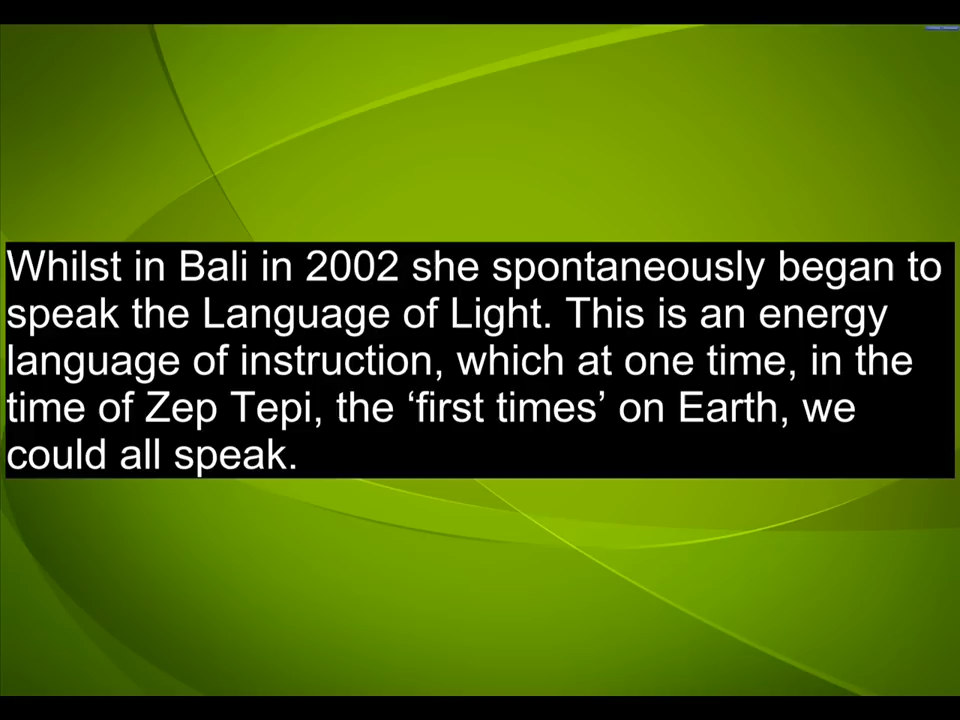 Whilst in Bali in 2002 she spontaneously began to
speak the Language of Light. This is an energy
language of instruction, which at one time, in the
time of Zep Tepi, the ‘first times’ on Earth, we
could all speak.